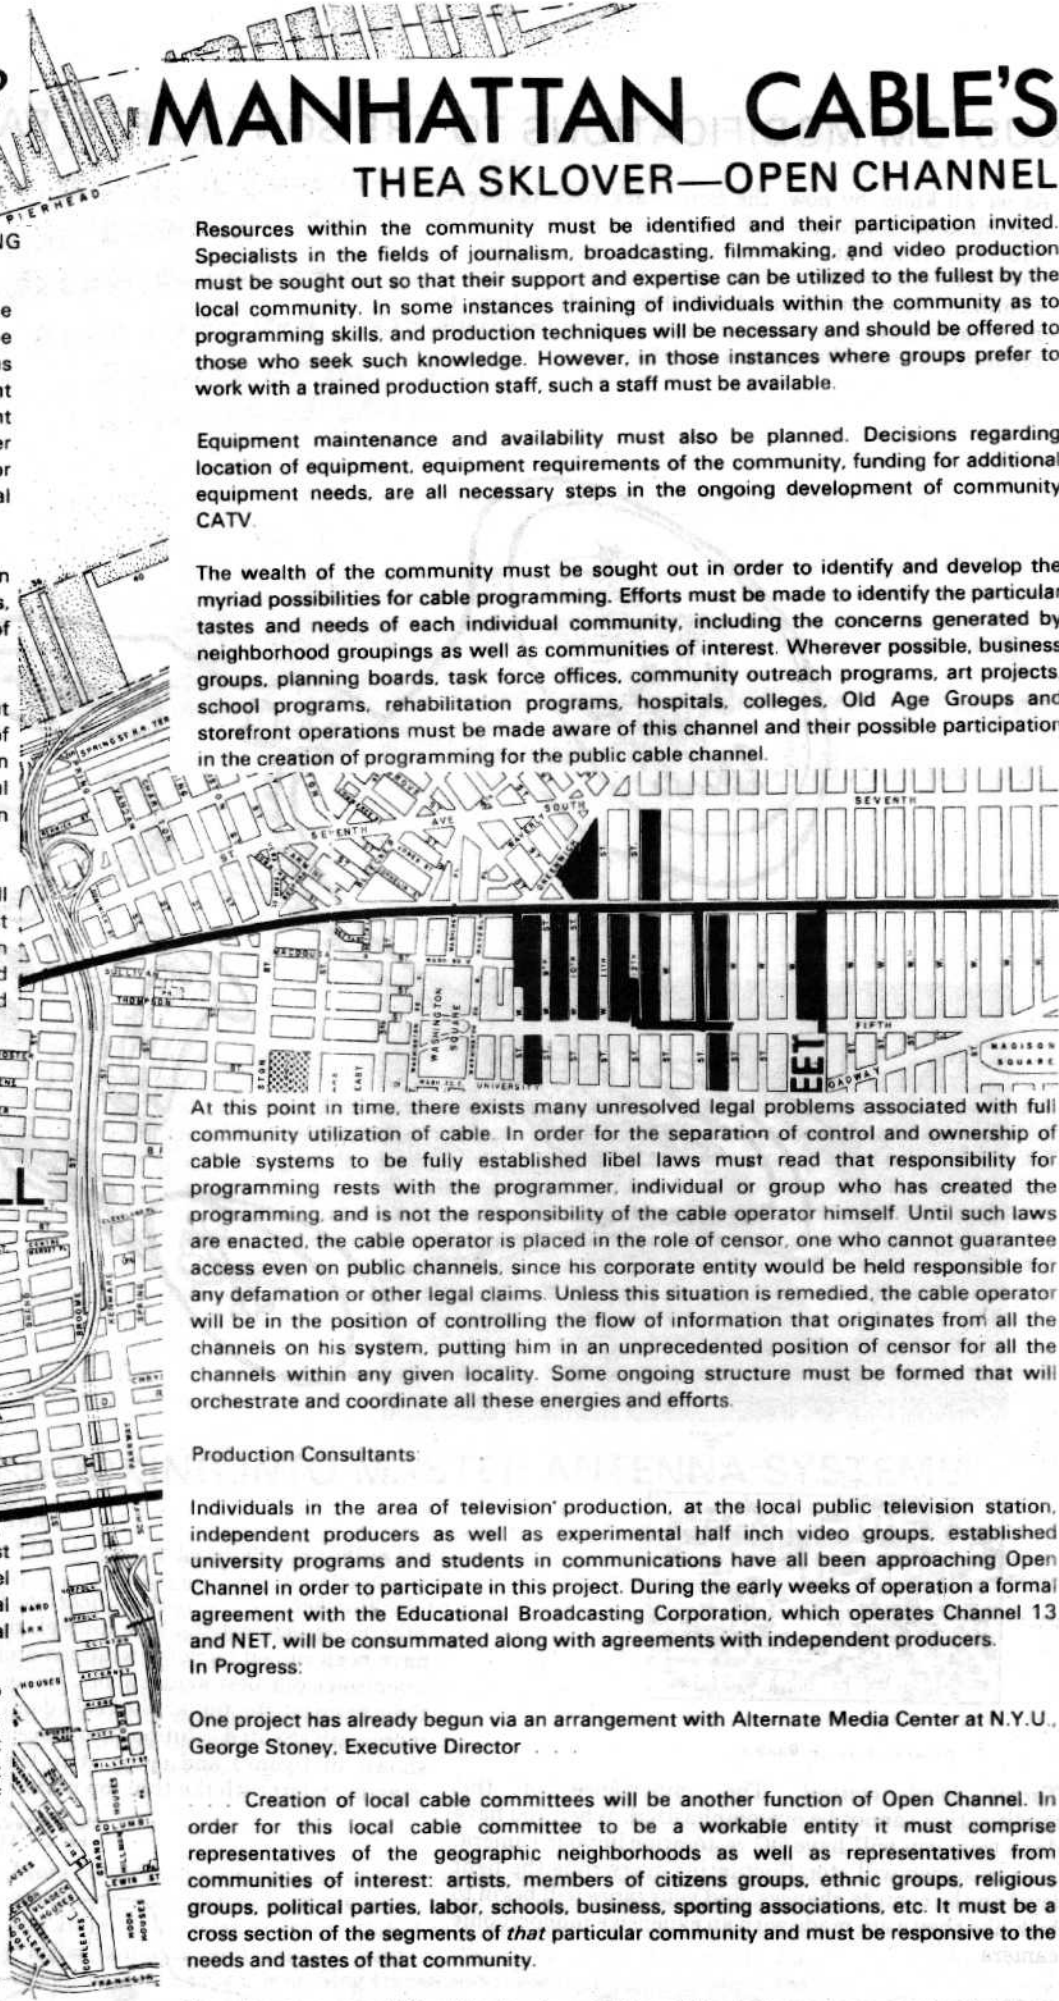 MANHATTAN CABLE'S
THEA SKLOVER—OPEN CHANNEL
PIERHEAD
Resources within the community must be identified and their participation invited.
Specialists in the fields of journalism, broadcasting, filmmaking, and video production
must be sought out so that their support and expertise can be utilized to the fullest by the
local community. In some instances training of individuals within the community as to
programming skills, and production techniques will be necessary and should be offered to
those who seek such knowledge. However, in those instances where groups prefer to
work with a trained production staff, such a staff must be available.
Equipment maintenance and availability must also be planned. Decisions regarding
location of equipment, equipment requirements of the community, funding for additional
equipment needs, are all necessary steps in the ongoing development of community
CATV.
The wealth of the community must be sought out in order to identify and develop the
myriad possibilities for cable programming. Efforts must be made to identify the particular
tastes and needs of each individual community, including the concerns generated by
neighborhood groupings as well as communities of interest. Wherever possible, business
groups, planning boards, task force offices, community outreach programs, art projects
school programs, rehabilitation programs, hospitals, colleges, Old Age Groups and
storefront operations must be made aware of this channel and their possible participation
in the creation of programming for the public cable channel.
SPRING ST R.R. TER
SEVENTH AVE SOUTH
SEVENTH
GREENWICH
SULLIVAN
THOMPSON
WASHINGTON SQUARE
UNIVERSITY
FIFTH
MADISON SQUARE
EET
At this point in time, there exists many unresolved legal problems associated with full
community utilization of cable. In order for the separation of control and ownership of
cable systems to be fully established libel laws must read that responsibility for
programming rests with the programmer, individual or group who has created the
programming, and is not the responsibility of the cable operator himself. Until such laws
are enacted, the cable operator is placed in the role of censor, one who cannot guarantee
access even on public channels, since his corporate entity would be held responsible for
any defamation or other legal claims. Unless this situation is remedied, the cable operator
will be in the position of controlling the flow of information that originates from all the
channels on his system, putting him in an unprecedented position of censor for all the
channels within any given locality. Some ongoing structure must be formed that will
orchestrate and coordinate all these energies and efforts.
Production Consultants:
Individuals in the area of television production, at the local public television station,
independent producers as well as experimental half inch video groups, established
university programs and students in communications have all been approaching Open
Channel in order to participate in this project. During the early weeks of operation a formal
agreement with the Educational Broadcasting Corporation, which operates Channel 13
and NET, will be consummated along with agreements with independent producers.
In Progress:
One project has already begun via an arrangement with Alternate Media Center at N.Y.U.,
George Stoney, Executive Director . . .
. . . Creation of local cable committees will be another function of Open Channel. In
order for this local cable committee to be a workable entity it must comprise
representatives of the geographic neighborhoods as well as representatives from
communities of interest: artists, members of citizens groups, ethnic groups, religious
groups, political parties, labor, schools, business, sporting associations, etc. It must be a
cross section of the segments of that particular community and must be responsive to the
needs and tastes of that community.